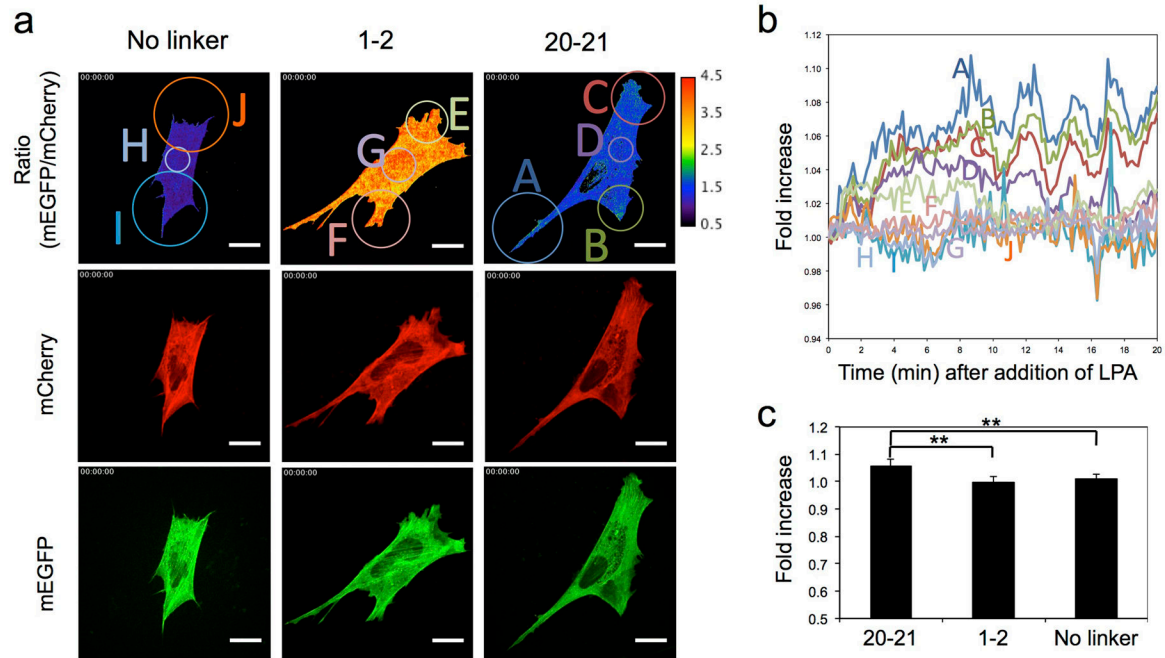 a
No linker
1-2
20-21
Ratio
(mEGFP/mCherry)
00:00:00
00:00:00
00:00:00
J
H
I
E
G
F
C
D
A
B
4.5
3.5
2.5
1.5
0.5
mCherry
00:00:00
00:00:00
00:00:00
mEGFP
00:00:00
00:00:00
00:00:00
b
Fold increase
1.12
1.10
1.08
1.06
1.04
1.02
1.00
0.98
0.96
0.94
A
B
C
D
E
F
H
I
G
J
0 2 4 6 8 10 12 14 16 18 20
Time (min) after addition of LPA
c
Fold increase
1.2
1.1
1.0
0.9
0.8
0.7
0.6
0.5
**
**
20-21 1-2 No linker